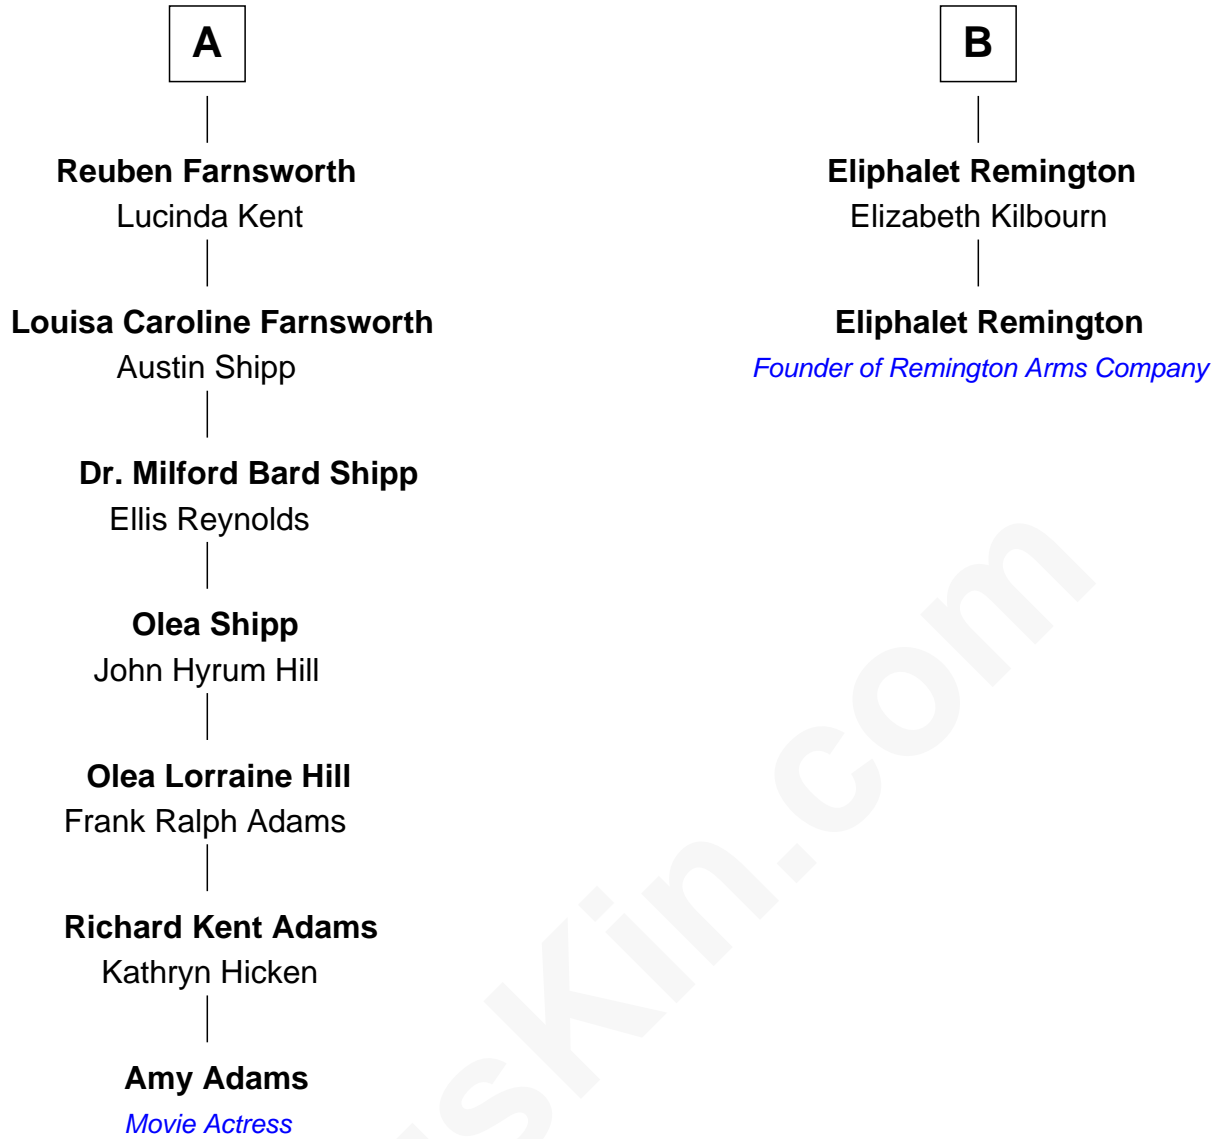 A
Reuben Farnsworth
Lucinda Kent
Louisa Caroline Farnsworth
Austin Shipp
Dr. Milford Bard Shipp
Ellis Reynolds
Olea Shipp
John Hyrum Hill
Olea Lorraine Hill
Frank Ralph Adams
Richard Kent Adams
Kathryn Hicken
Amy Adams
Movie Actress
B
Eliphalet Remington
Elizabeth Kilbourn
Eliphalet Remington
Founder of Remington Arms Company
sKin.com